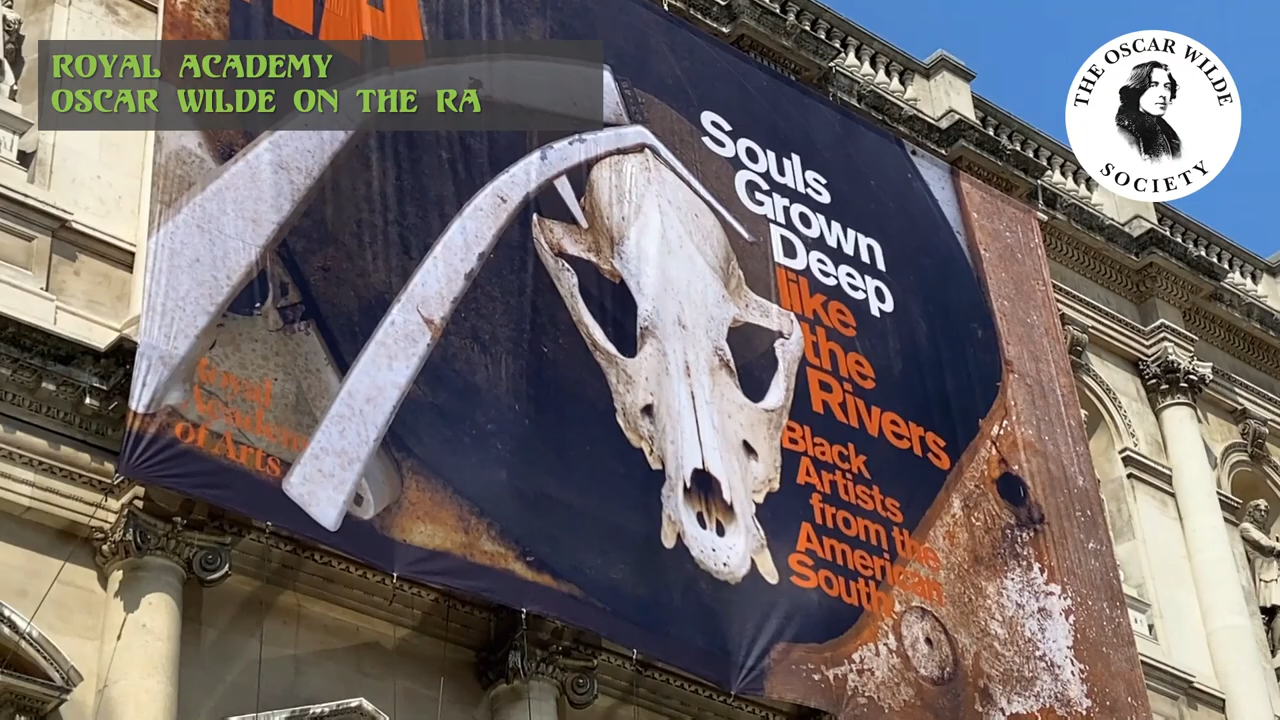 RA
ROYAL ACADEMY
OSCAR WILDE ON THE RA
THE OSCAR WILDE
SOCIETY
Souls
Grown
Deep
like
the
Rivers
Black
Artists
from the
American
South
Royal
Academy
of Arts